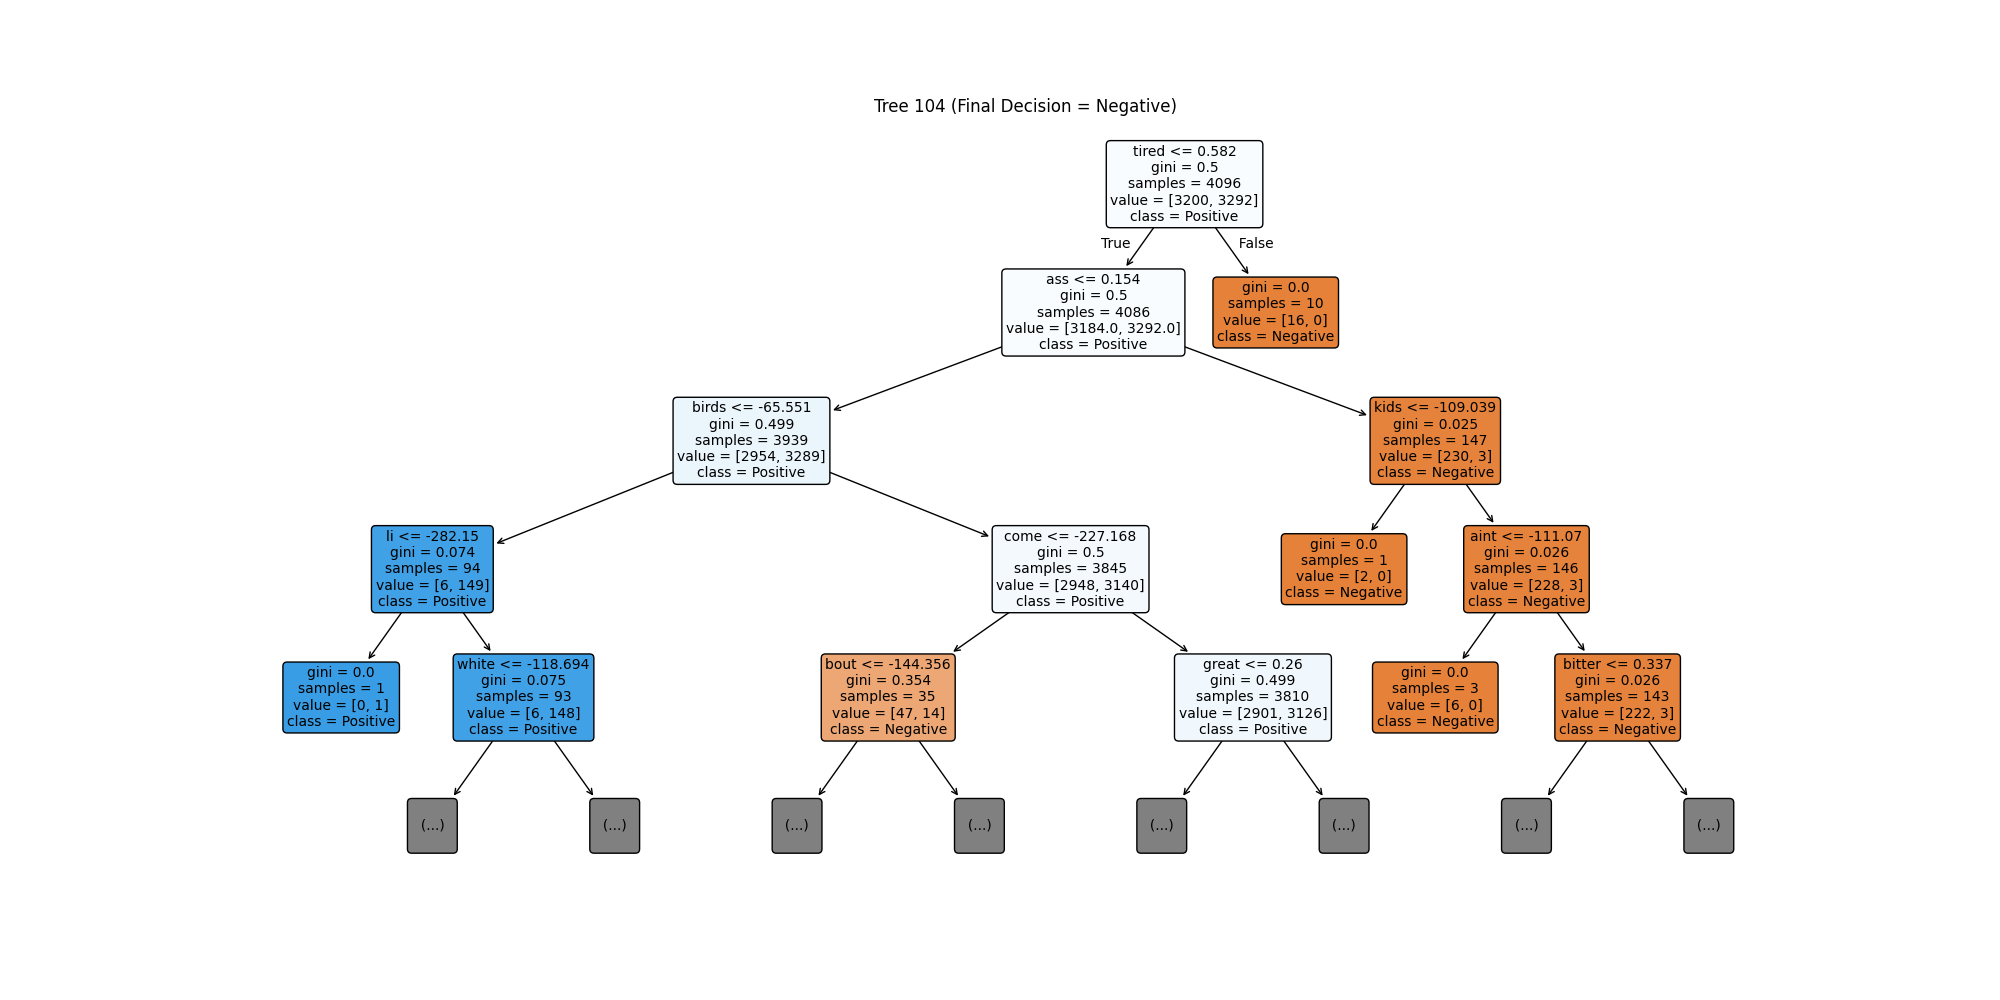 Tree 104 (Final Decision = Negative)
tired <= 0.582
gini = 0.5
samples = 4096
value = [3200, 3292]
class = Positive
True
False
ass <= 0.154
gini = 0.5
samples = 4086
value = [3184.0, 3292.0]
class = Positive
gini = 0.0
samples = 10
value = [16, 0]
class = Negative
birds <= -65.551
gini = 0.499
samples = 3939
value = [2954, 3289]
class = Positive
kids <= -109.039
gini = 0.025
samples = 147
value = [230, 3]
class = Negative
li <= -282.15
gini = 0.074
samples = 94
value = [6, 149]
class = Positive
come <= -227.168
gini = 0.5
samples = 3845
value = [2948, 3140]
class = Positive
gini = 0.0
samples = 1
value = [2, 0]
class = Negative
aint <= -111.07
gini = 0.026
samples = 146
value = [228, 3]
class = Negative
gini = 0.0
samples = 1
value = [0, 1]
class = Positive
white <= -118.694
gini = 0.075
samples = 93
value = [6, 148]
class = Positive
bout <= -144.356
gini = 0.354
samples = 35
value = [47, 14]
class = Negative
great <= 0.26
gini = 0.499
samples = 3810
value = [2901, 3126]
class = Positive
gini = 0.0
samples = 3
value = [6, 0]
class = Negative
bitter <= 0.337
gini = 0.026
samples = 143
value = [222, 3]
class = Negative
(...)
(...)
(...)
(...)
(...)
(...)
(...)
(...)